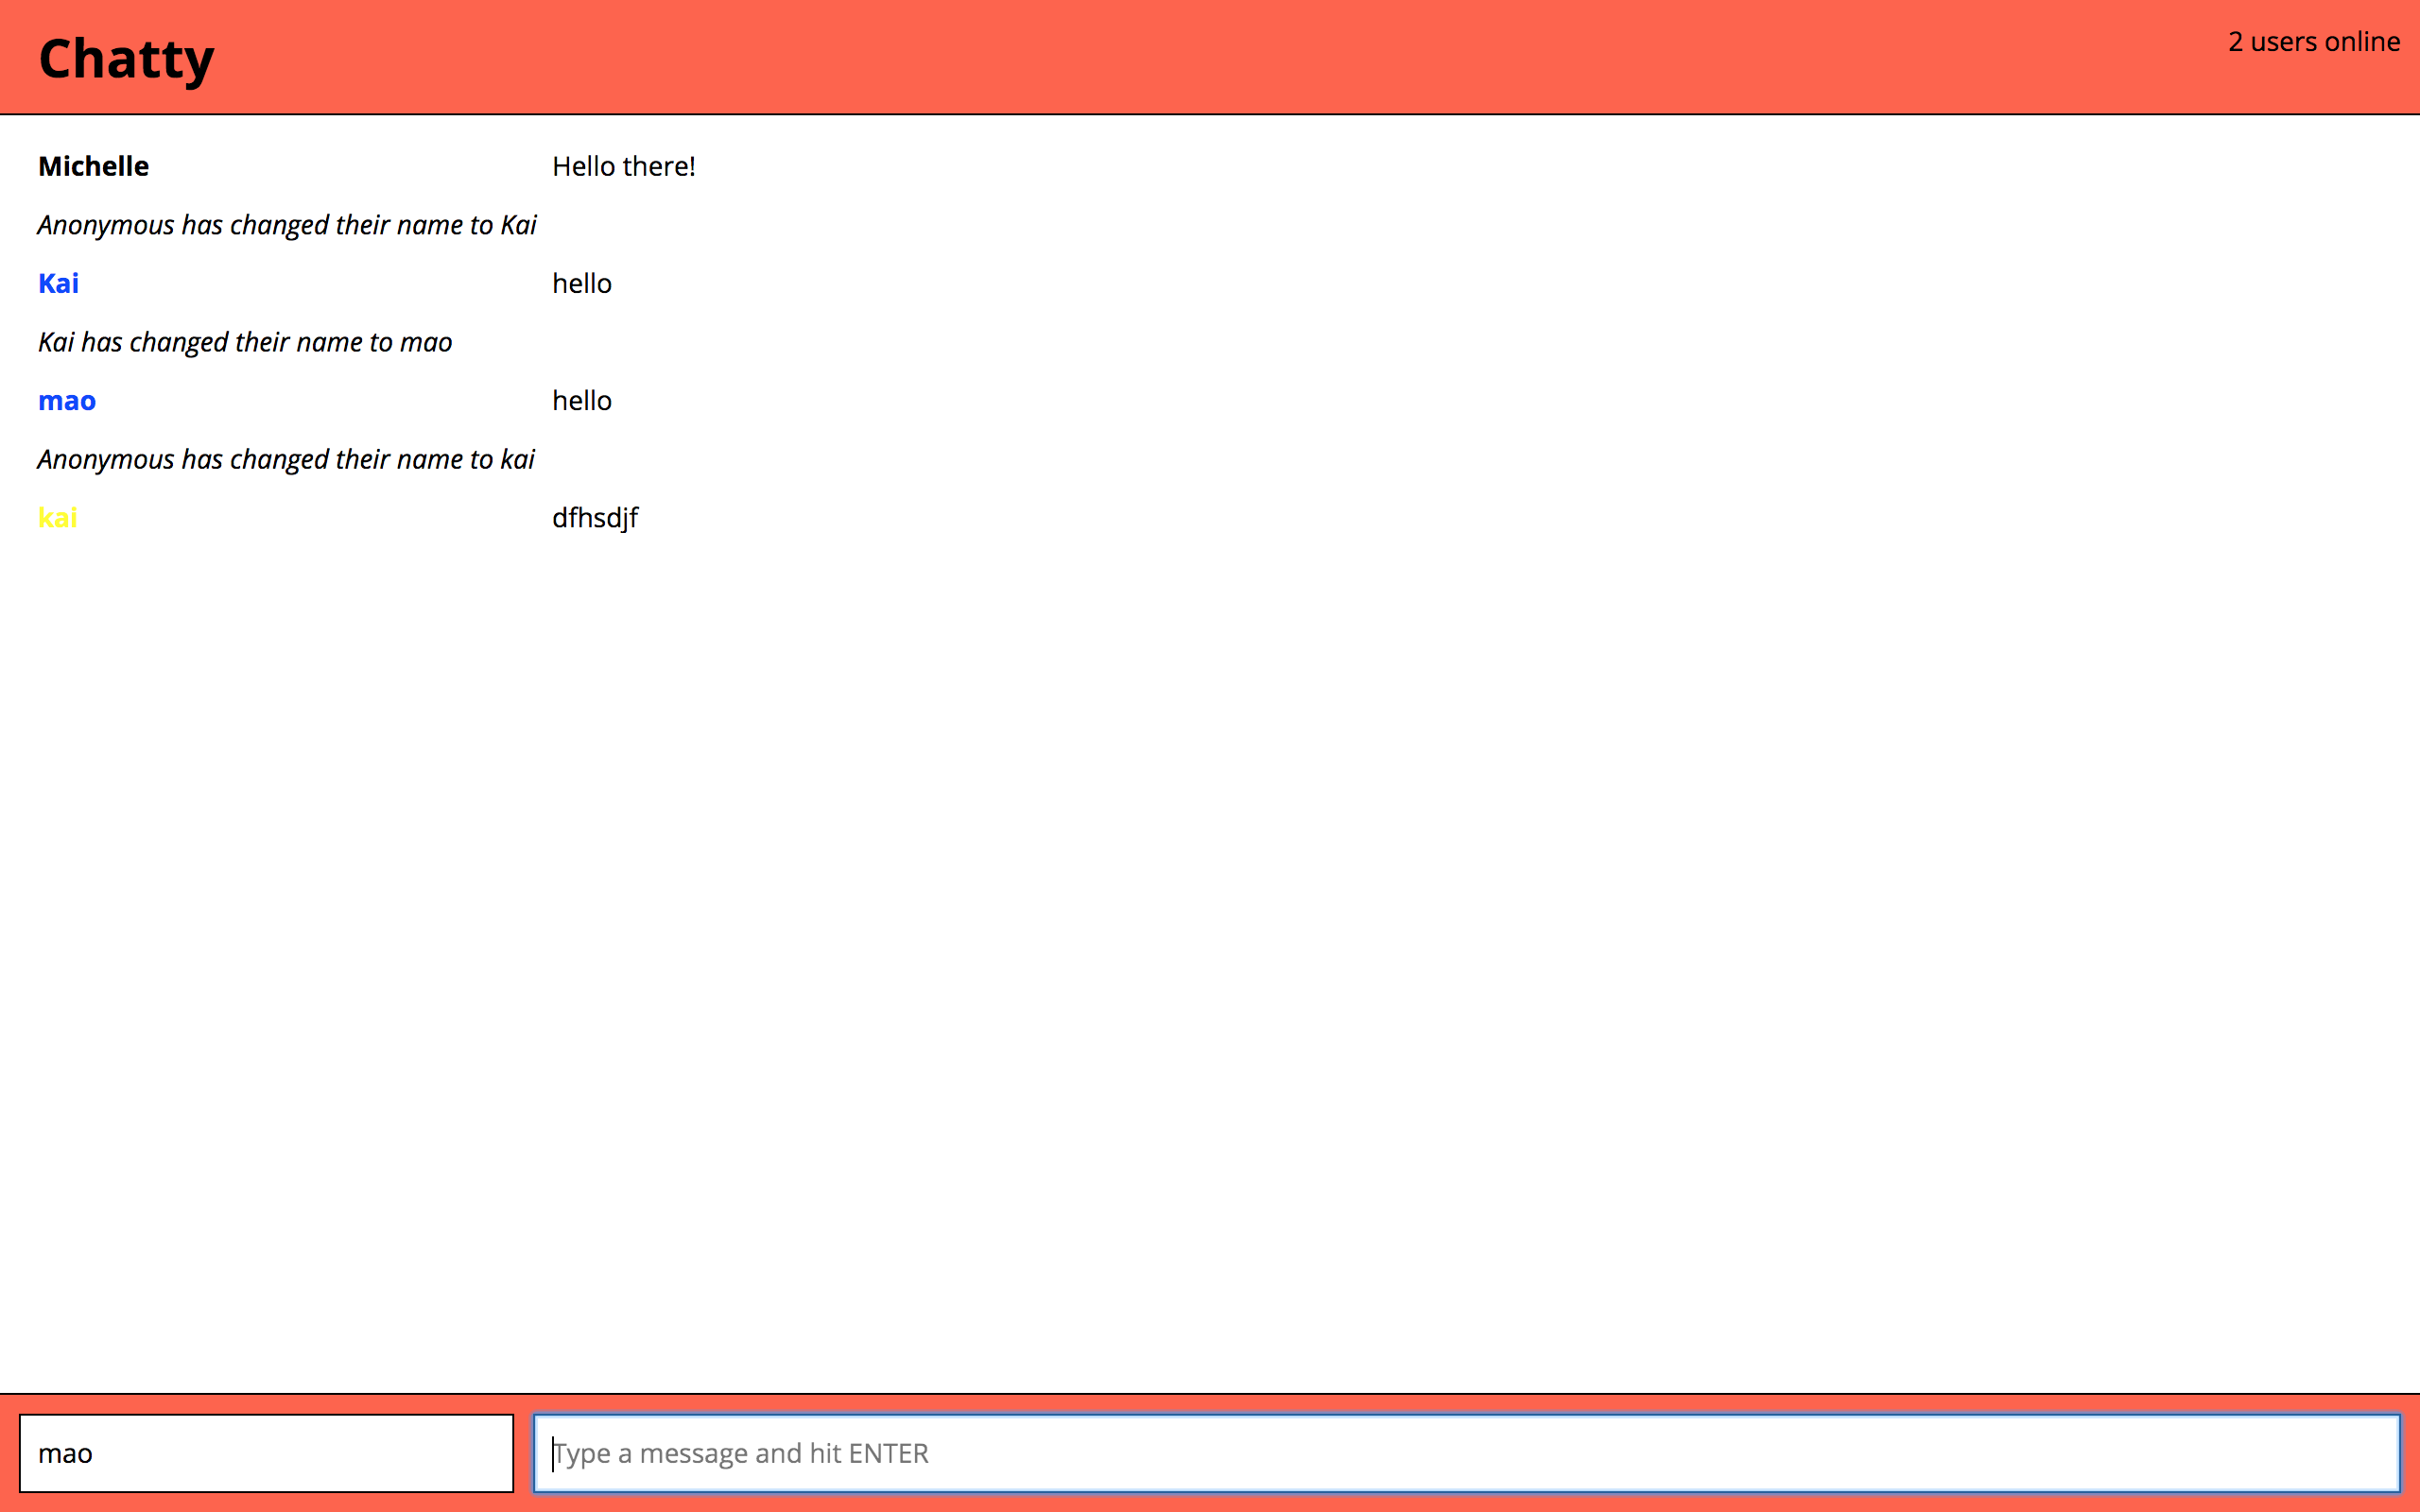 Chatty
2 users online
Michelle Hello there!
Anonymous has changed their name to Kai
Kai hello
Kai has changed their name to mao
mao hello
Anonymous has changed their name to kai
kai dfhsdjf
mao Type a message and hit ENTER